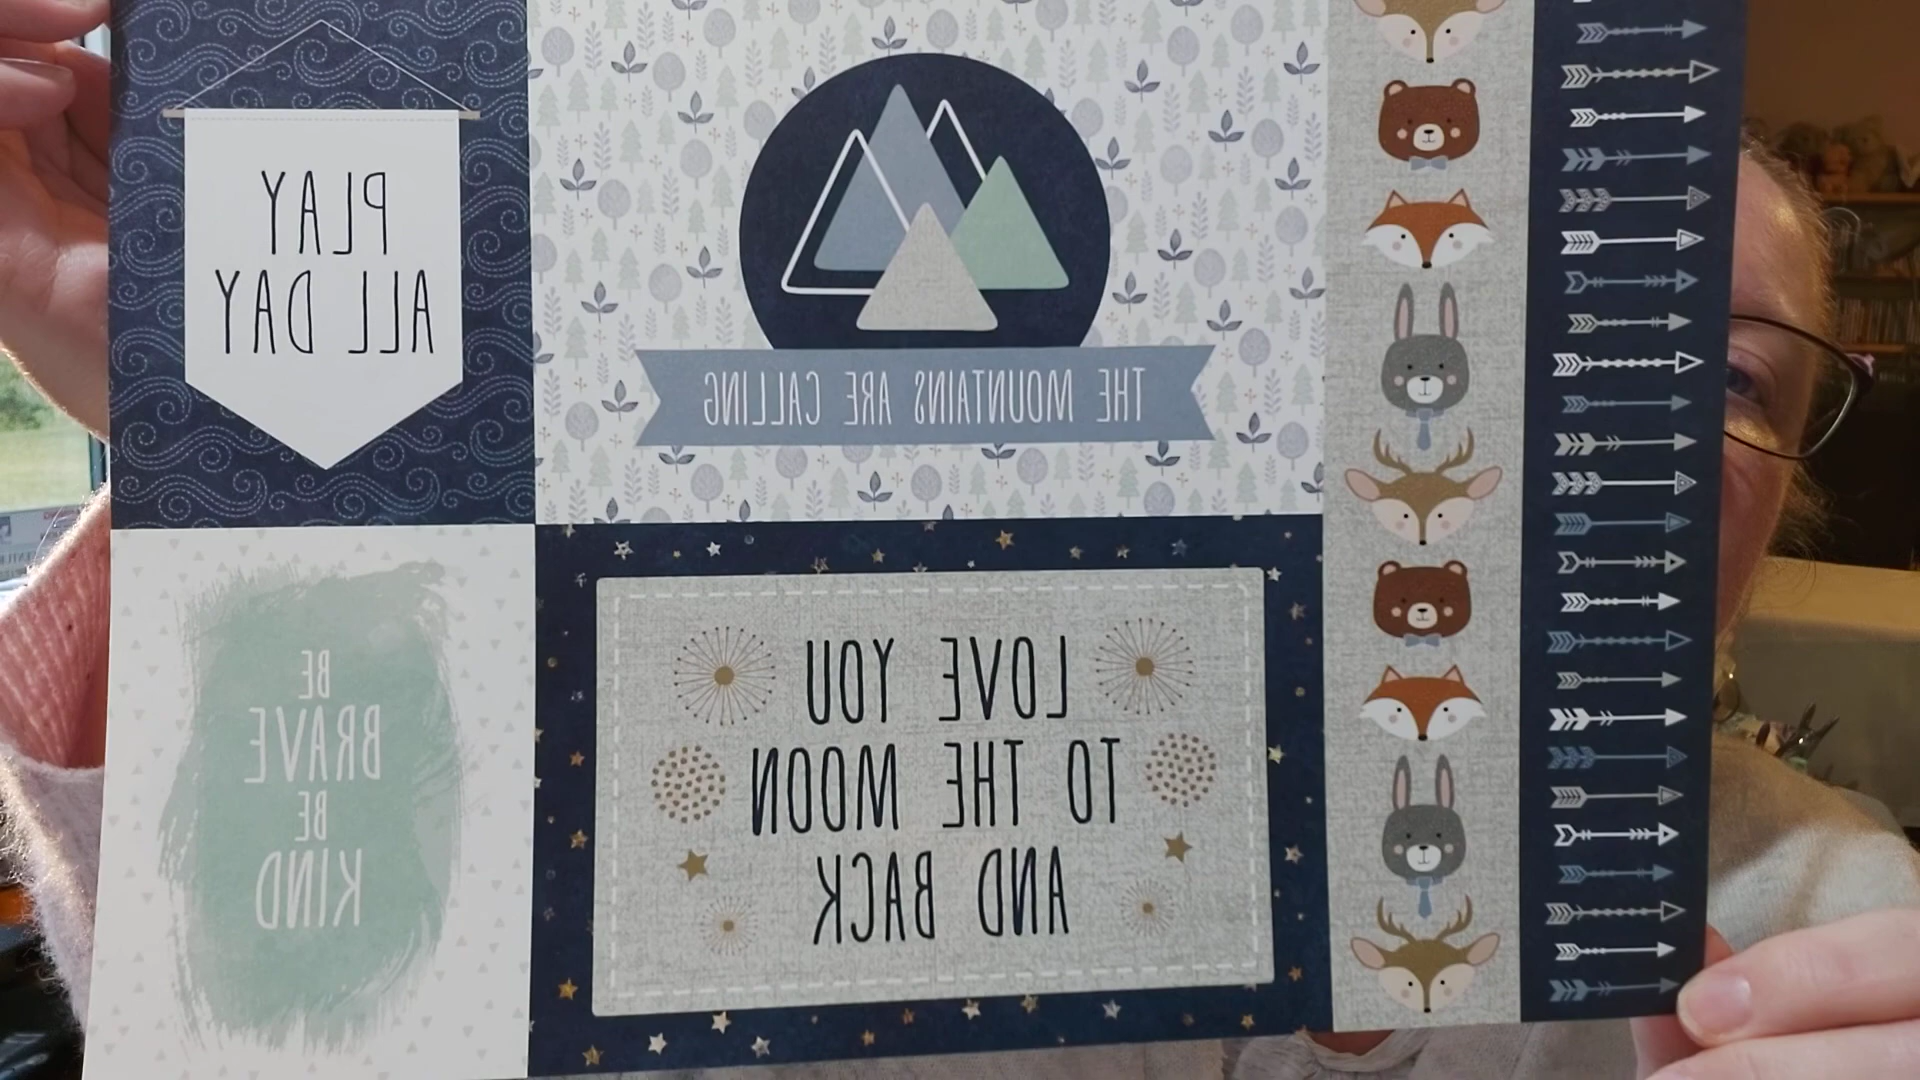 PLAY
ALL DAY
THE MOUNTAINS ARE CALLING
BE
BRAVE
BE
KIND
LOVE YOU
TO THE MOON
AND BACK